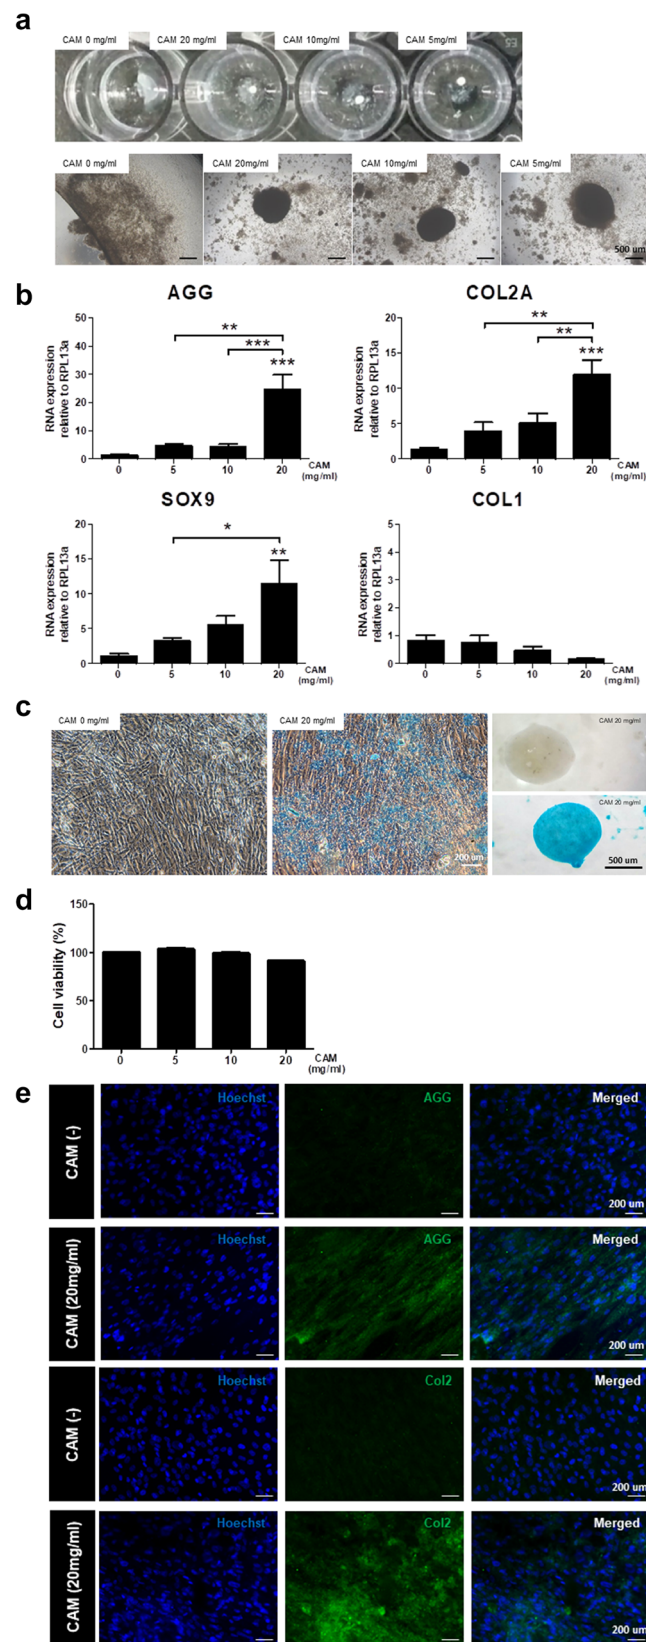 a
CAM 0 mg/ml CAM 20 mg/ml CAM 10mg/ml CAM 5mg/ml
E5
CAM 0 mg/ml CAM 20mg/ml CAM 10mg/ml CAM 5mg/ml
500 um
b
AGG
RNA expression
relative to RPL13a
50
40
30
20
10
0
**
***
***
0 5 10 20 CAM
(mg/ml)
COL2A
RNA expression
relative to RPL13a
20
15
10
5
0
**
**
***
0 5 10 20 CAM
(mg/ml)
SOX9
RNA expression
relative to RPL13a
20
15
10
5
0
*
**
0 5 10 20 CAM
(mg/ml)
COL1
RNA expression
relative to RPL13a
5
4
3
2
1
0
0 5 10 20 CAM
(mg/ml)
c
CAM 0 mg/ml CAM 20 mg/ml CAM 20 mg/ml
CAM 20 mg/ml
200 um
500 um
d
Cell viability (%)
150
100
50
0
0 5 10 20 CAM
(mg/ml)
e
CAM (-)
Hoechst AGG Merged
200 um
CAM (20mg/ml)
Hoechst AGG Merged
200 um
CAM (-)
Hoechst Col2 Merged
200 um
CAM (20mg/ml)
Hoechst Col2 Merged
200 um